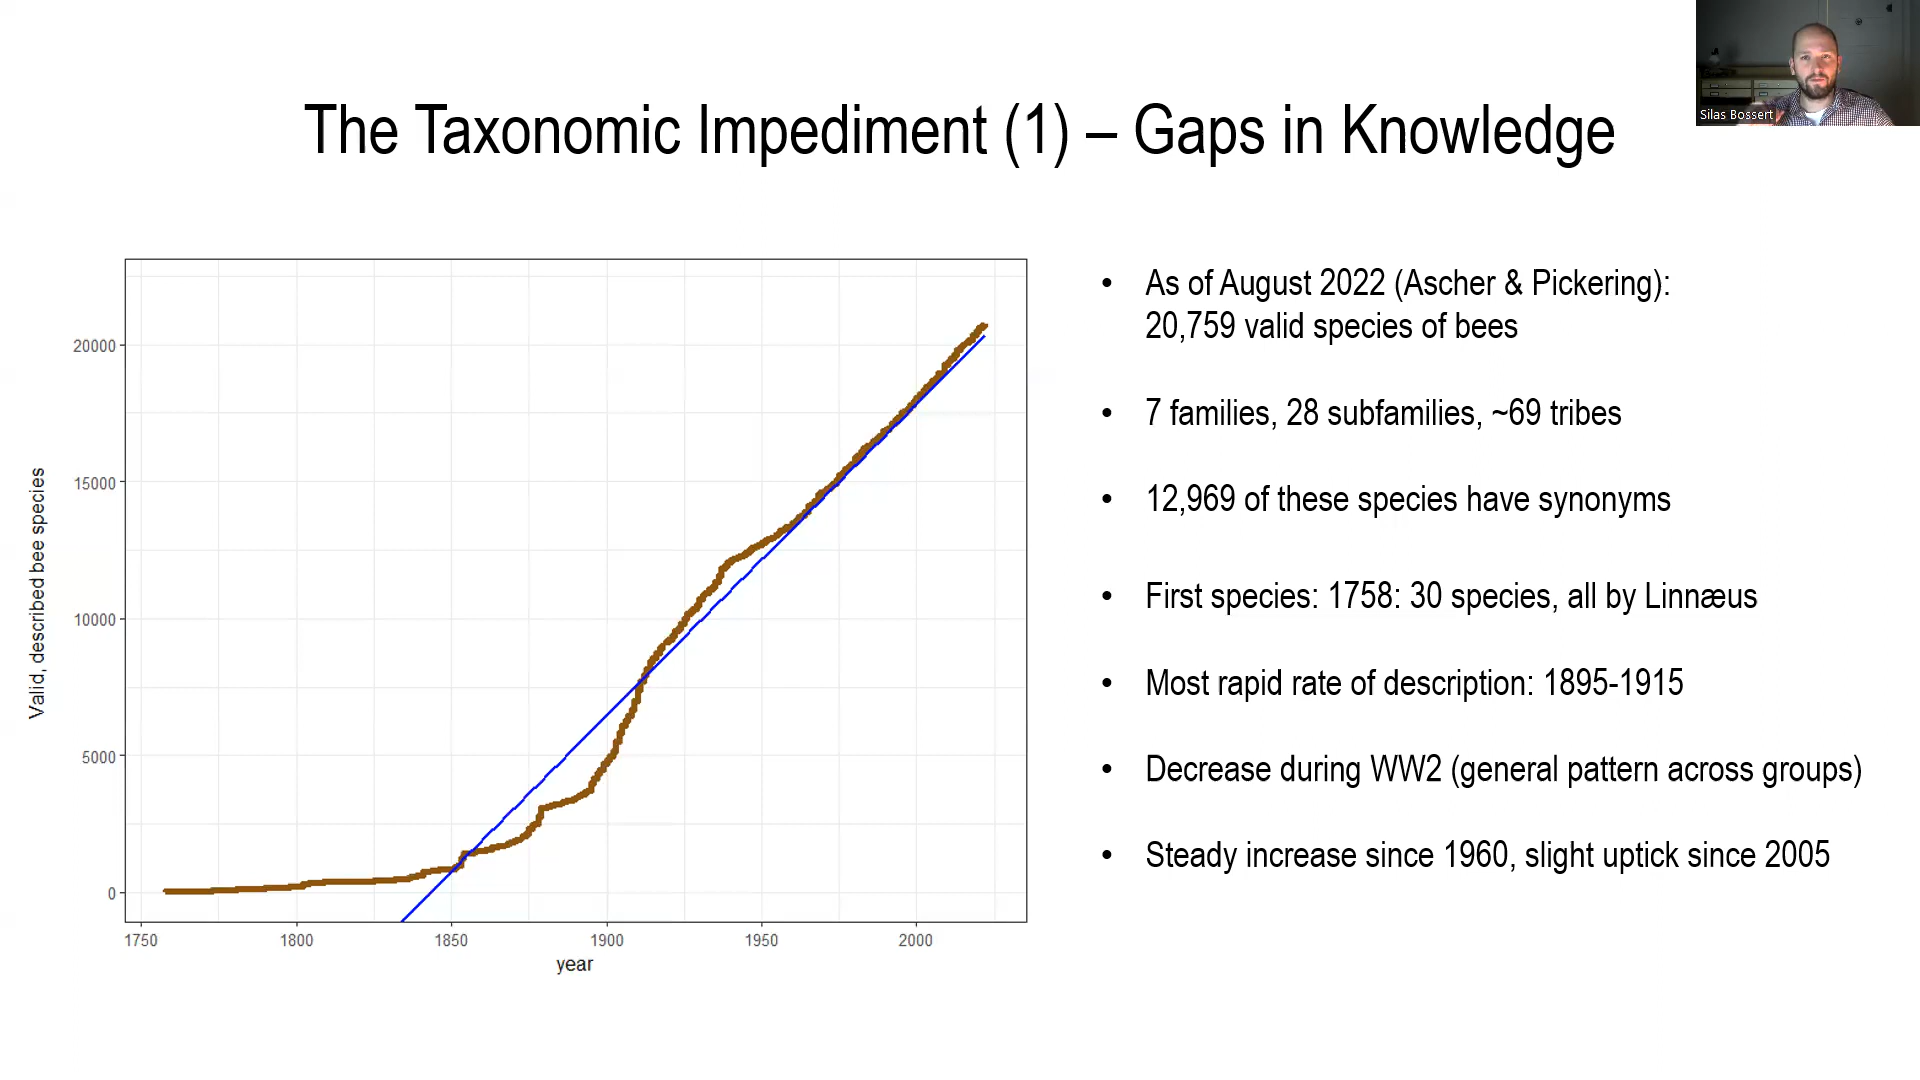 The Taxonomic Impediment (1) – Gaps in Knowledge
Silas Bossert
Valid, described bee species
20000
15000
10000
5000
0
1750 1800 1850 1900 1950 2000
year
• As of August 2022 (Ascher & Pickering):
20,759 valid species of bees
• 7 families, 28 subfamilies, ~69 tribes
• 12,969 of these species have synonyms
• First species: 1758: 30 species, all by Linnæus
• Most rapid rate of description: 1895-1915
• Decrease during WW2 (general pattern across groups)
• Steady increase since 1960, slight uptick since 2005